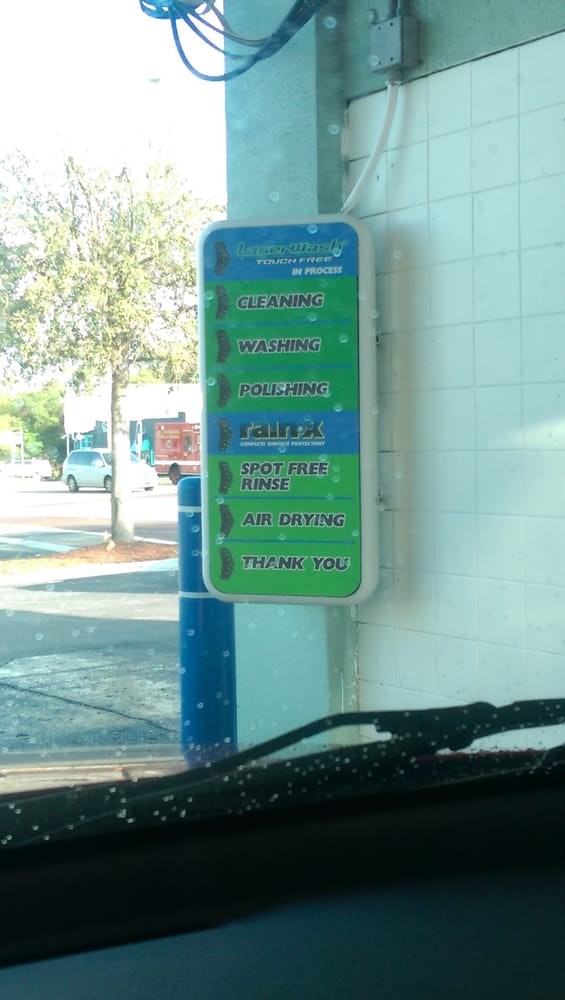 LaserWash
TOUCH FREE
IN PROCESS
CLEANING
WASHING
POLISHING
rain-x
COMPLETE SURFACE PROTECTANT
SPOT FREE
RINSE
AIR DRYING
THANK YOU